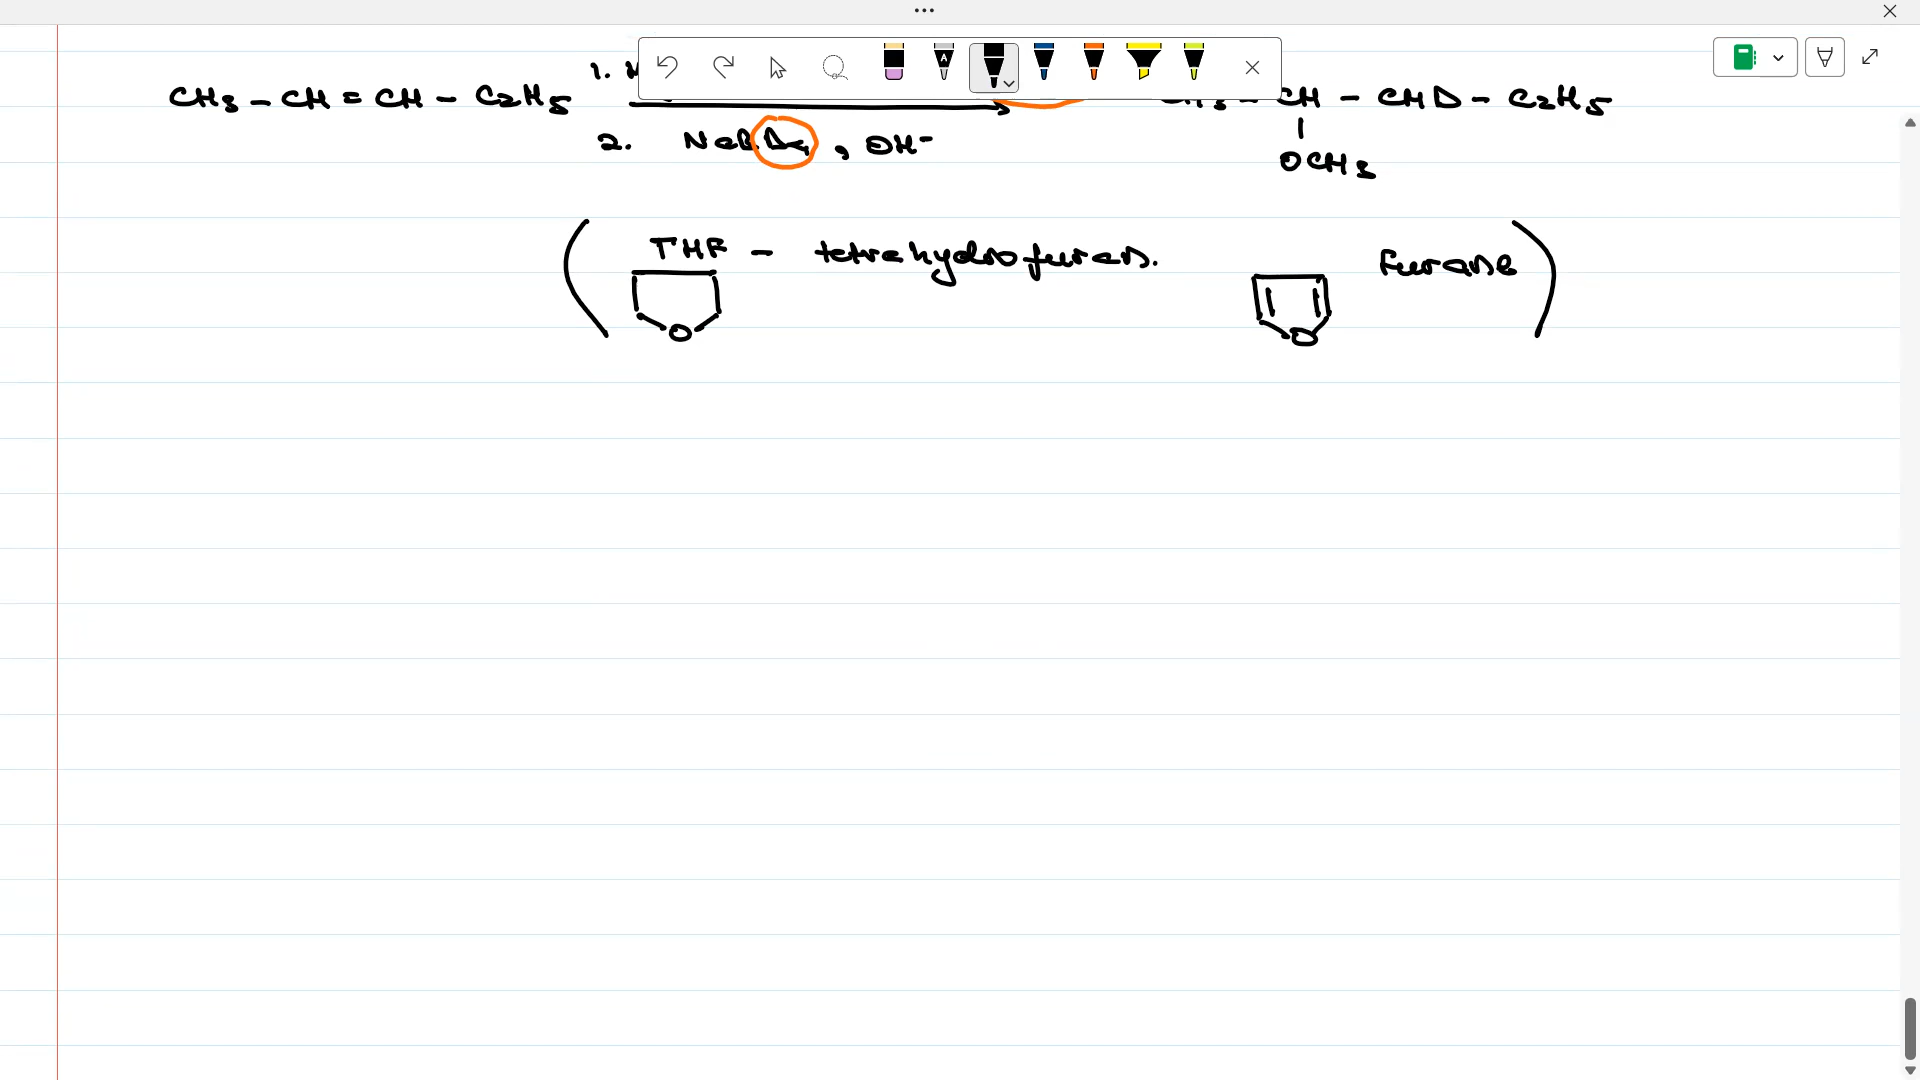 1.
CH3 – CH = CH – C2H5 CH – CHD – C2H5
2. NaBD4, OH⁻
OCH3
( THF – tetrahydrofuran. Furane )
O O